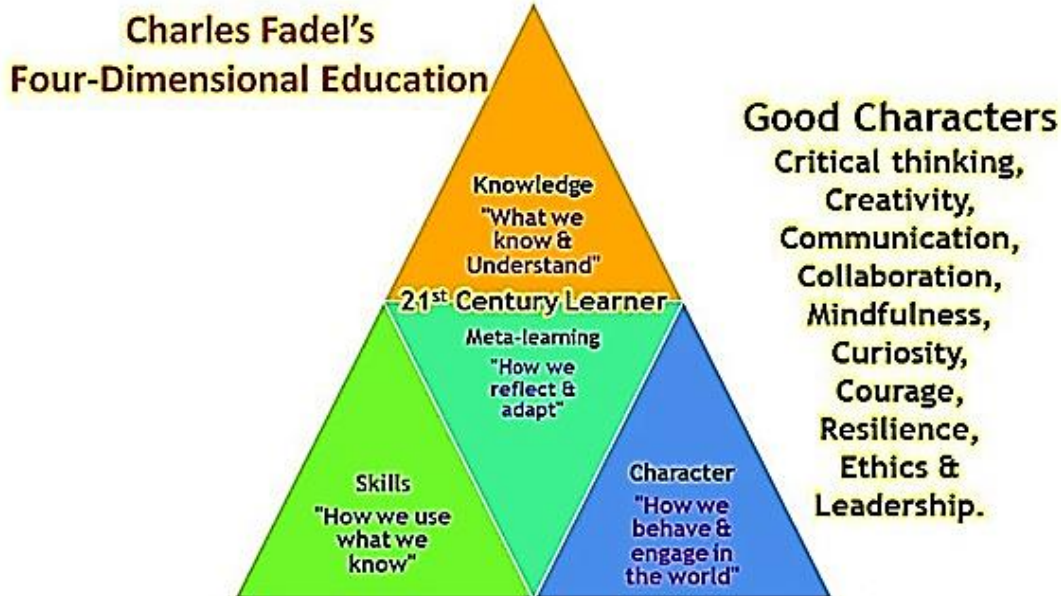 Charles Fadel's
Four-Dimensional Education
Knowledge
"What we
know &
Understand"
21st Century Learner
Meta-learning
"How we
reflect &
adapt"
Skills
"How we use
what we
know"
Character
"How we
behave &
engage in
the world"
Good Characters
Critical thinking,
Creativity,
Communication,
Collaboration,
Mindfulness,
Curiosity,
Courage,
Resilience,
Ethics &
Leadership.